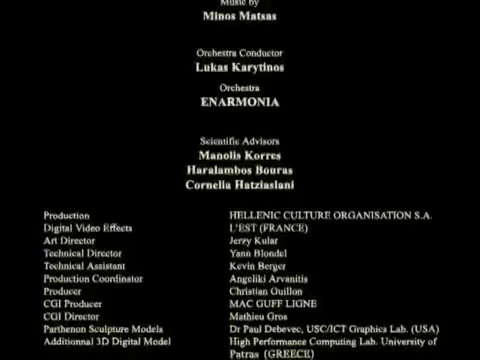 Music by
Minos Matsas
Orchestra Conductor
Lukas Karytinos
Orchestra
ENARMONIA
Scientific Advisors
Manolis Korres
Haralambos Bouras
Cornelia Hatziaslani
Production HELLENIC CULTURE ORGANISATION S.A.
Digital Video Effects L'EST (FRANCE)
Art Director Jerzy Kular
Technical Director Yann Blondel
Technical Assistant Kevin Berger
Production Coordinator Angeliki Arvanitis
Producer Christian Guillon
CGI Producer MAC GUFF LIGNE
CGI Director Mathieu Gros
Parthenon Sculpture Models Dr Paul Debevec, USC/ICT Graphics Lab. (USA)
Additionnal 3D Digital Model High Performance Computing Lab. University of
Patras (GREECE)